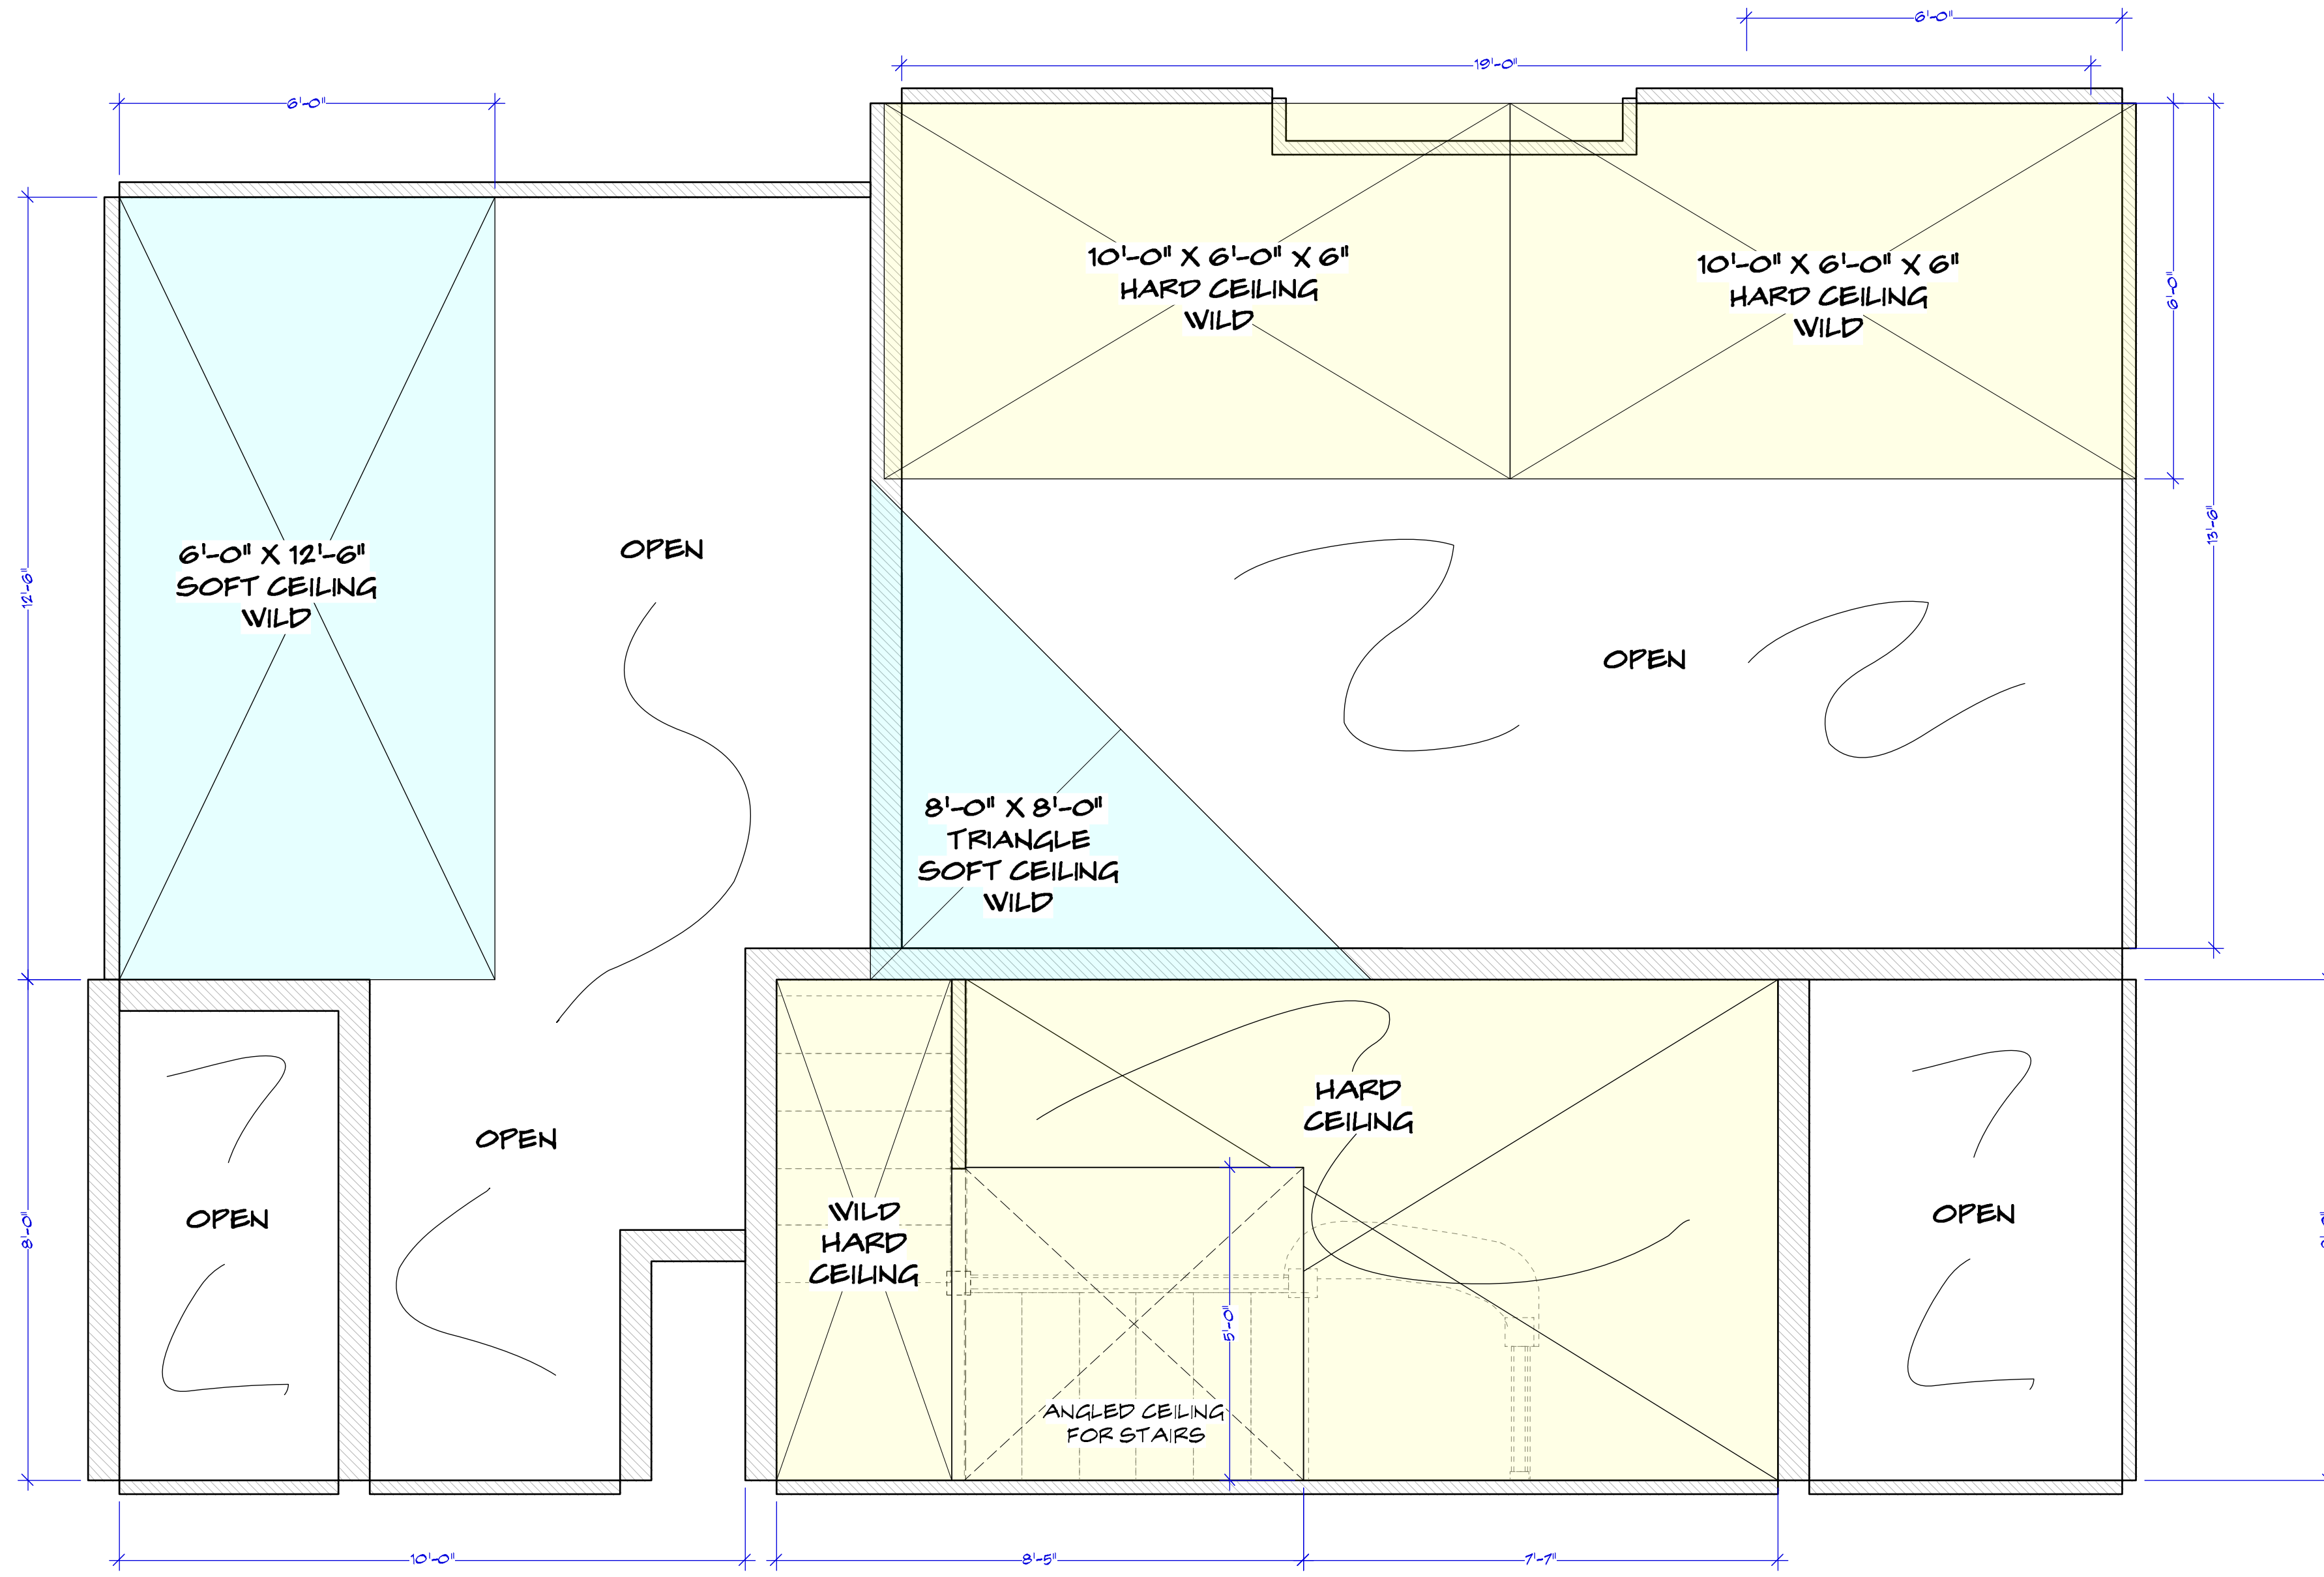 6'-0"
19'-0"
6'-0"
10'-0" X 6'-0" X 6"
HARD CEILING
WILD
10'-0" X 6'-0" X 6"
HARD CEILING
WILD
6'-0"
13'-6"
12'-6"
6'-0" X 12'-6"
SOFT CEILING
WILD
OPEN
OPEN
8'-0" X 8'-0"
TRIANGLE
SOFT CEILING
WILD
HARD
CEILING
OPEN
OPEN
OPEN
WILD
HARD
CEILING
8'-0"
5'-0"
ANGLED CEILING
FOR STAIRS
10'-0"
8'-5"
7'-7"